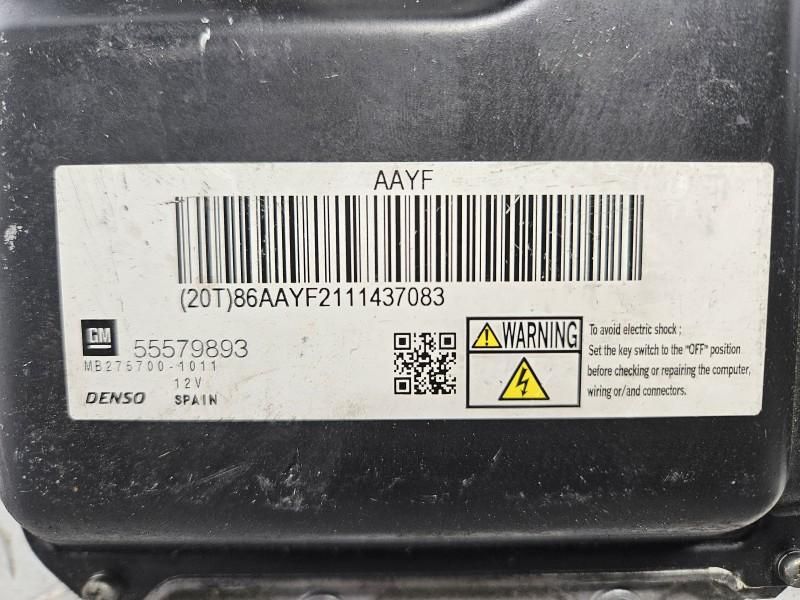 AAYF
(20T)86AAYF2111437083
GM 55579893
MB275700-1011
12V
DENSO SPAIN
WARNING
To avoid electric shock ;
Set the key switch to the "OFF" position
before checking or repairing the computer,
wiring or/and connectors.